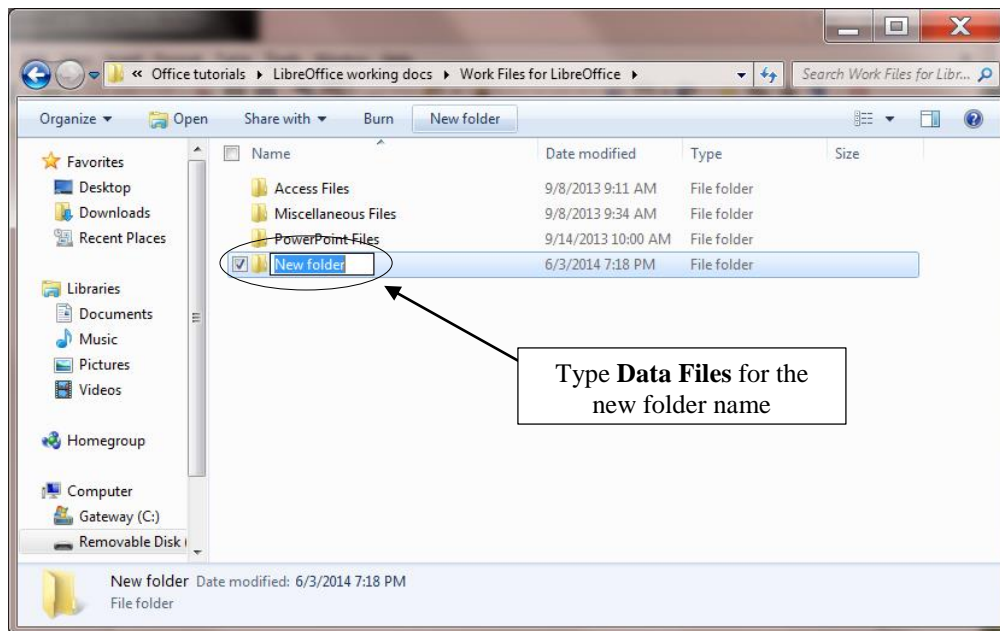 « Office tutorials ▸ LibreOffice working docs ▸ Work Files for LibreOffice ▸
Search Work Files for Libr...
Organize ▼ Open Share with ▼ Burn New folder
Favorites
Desktop
Downloads
Recent Places
Libraries
Documents
Music
Pictures
Videos
Homegroup
Computer
Gateway (C:)
Removable Disk (
Name Date modified Type Size
Access Files 9/8/2013 9:11 AM File folder
Miscellaneous Files 9/8/2013 9:34 AM File folder
PowerPoint Files 9/14/2013 10:00 AM File folder
New folder 6/3/2014 7:18 PM File folder
Type Data Files for the
new folder name
New folder Date modified: 6/3/2014 7:18 PM
File folder